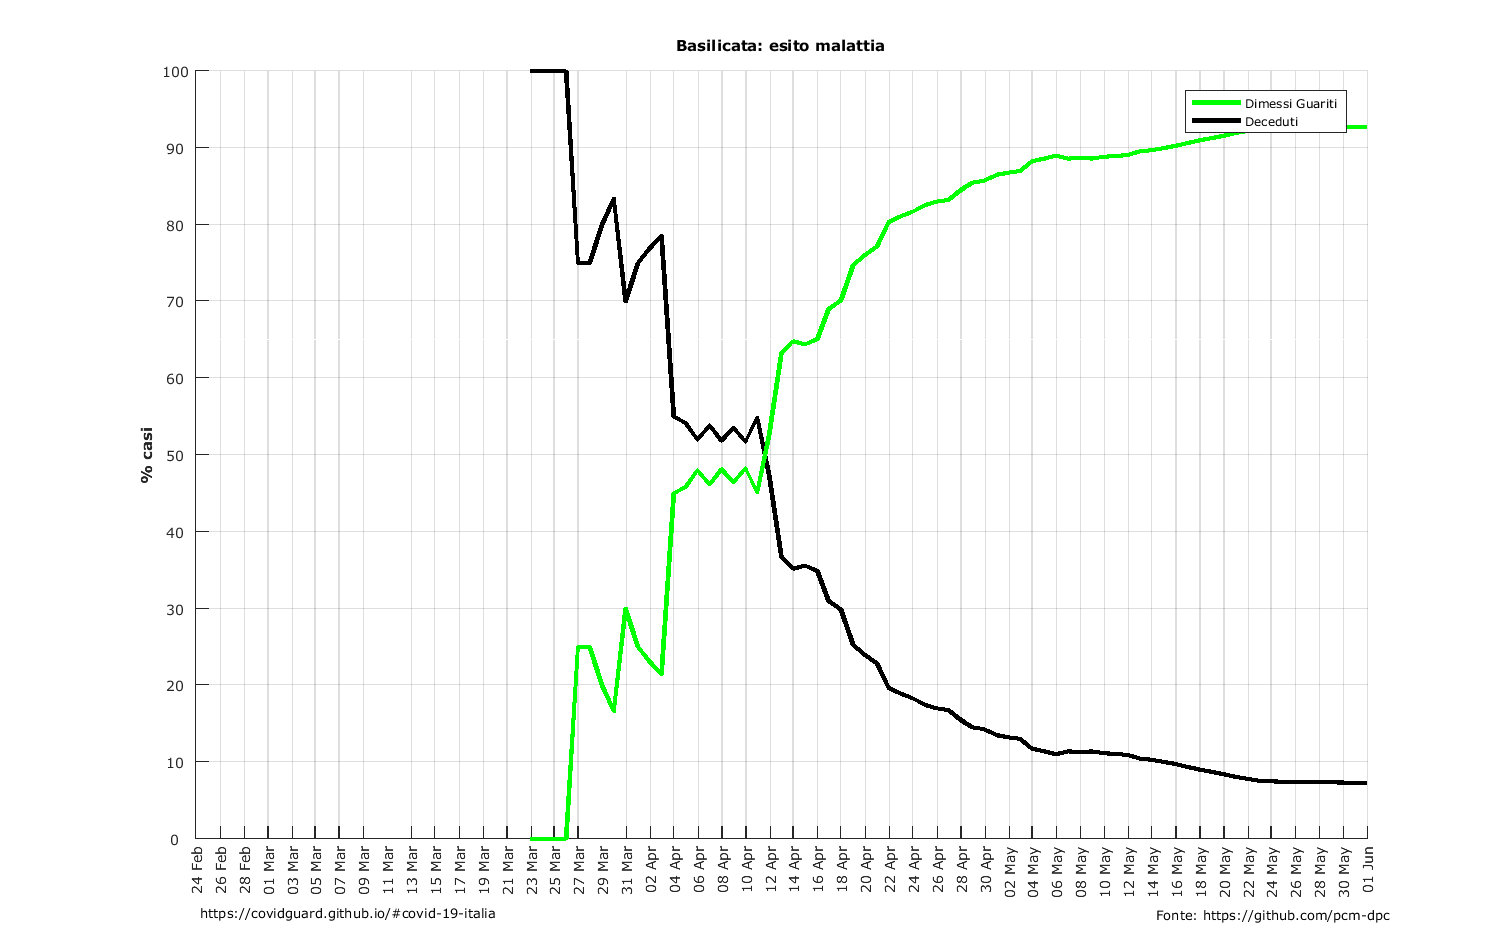 Basilicata: esito malattia
Dimessi Guariti
Deceduti
% casi
100
90
80
70
60
50
40
30
20
10
0
24 Feb
26 Feb
28 Feb
01 Mar
03 Mar
05 Mar
07 Mar
09 Mar
11 Mar
13 Mar
15 Mar
17 Mar
19 Mar
21 Mar
23 Mar
25 Mar
27 Mar
29 Mar
31 Mar
02 Apr
04 Apr
06 Apr
08 Apr
10 Apr
12 Apr
14 Apr
16 Apr
18 Apr
20 Apr
22 Apr
24 Apr
26 Apr
28 Apr
30 Apr
02 May
04 May
06 May
08 May
10 May
12 May
14 May
16 May
18 May
20 May
22 May
24 May
26 May
28 May
30 May
01 Jun
https://covidguard.github.io/#covid-19-italia
Fonte: https://github.com/pcm-dpc